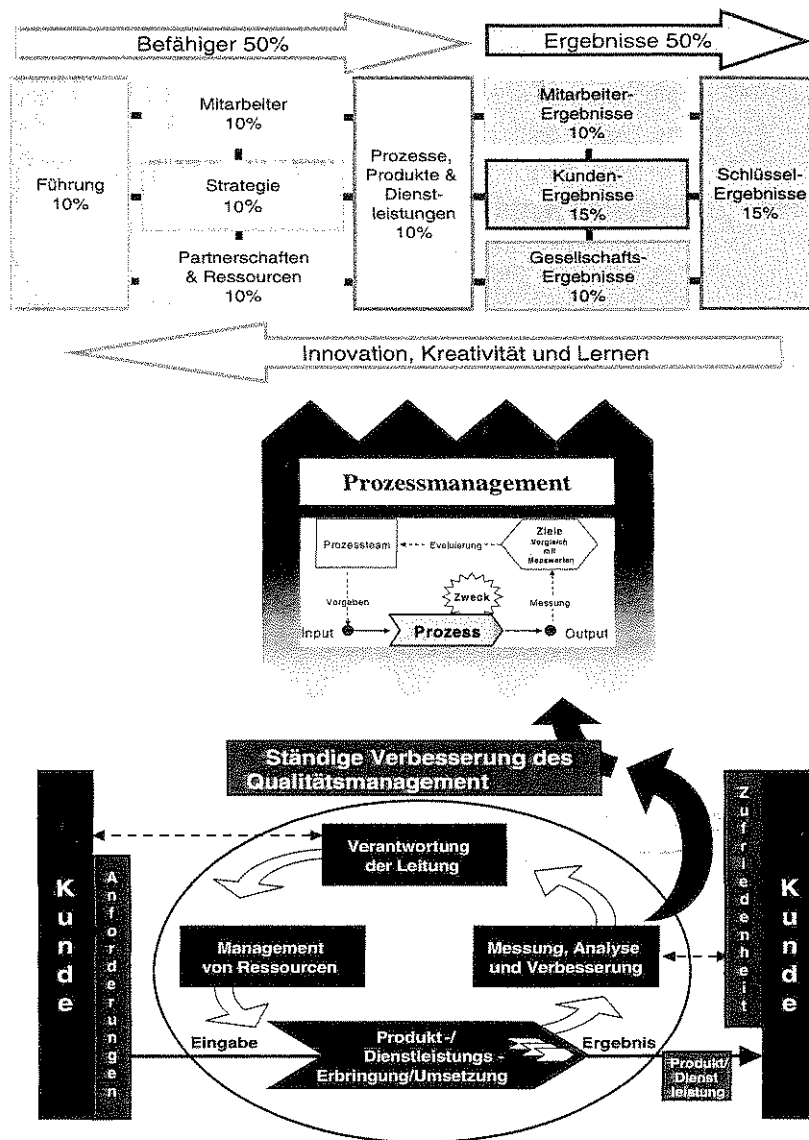 Befähiger 50%
Ergebnisse 50%
Führung
10%
Mitarbeiter
10%
Strategie
10%
Partnerschaften
& Ressourcen
10%
Prozesse,
Produkte &
Dienst-
leistungen
10%
Mitarbeiter-
Ergebnisse
10%
Kunden-
Ergebnisse
15%
Gesellschafts-
Ergebnisse
10%
Schlüssel-
Ergebnisse
15%
Innovation, Kreativität und Lernen
Prozessmanagement
Prozessteam
Evaluierung
Ziele
Vergleich
mit
Messwerten
Vorgeben
Zweck
Messung
Input
Prozess
Output
Ständige Verbesserung des
Qualitätsmanagement
Kunde
Anforderungen
Verantwortung
der Leitung
Management
von Ressourcen
Messung, Analyse
und Verbesserung
Eingabe
Produkt-/
Dienstleistungs -
Erbringung/Umsetzung
Ergebnis
Produkt/
Dienst
leistung
Zufriedenheit
Kunde